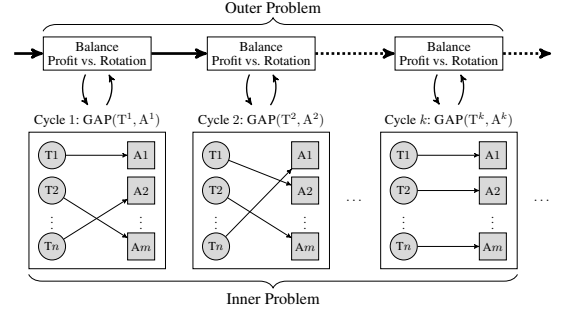 Outer Problem
Balance
Profit vs. Rotation
Balance
Profit vs. Rotation
Balance
Profit vs. Rotation
Cycle 1: GAP(T¹, A¹)
Cycle 2: GAP(T², A²)
Cycle k: GAP(Tᵏ, Aᵏ)
T1 A1
T2 A2
⋮ ⋮
Tn Am
T1 A1
T2 A2
⋮ ⋮
Tn Am
...
T1 A1
T2 A2
⋮ ⋮
Tn Am
...
Inner Problem